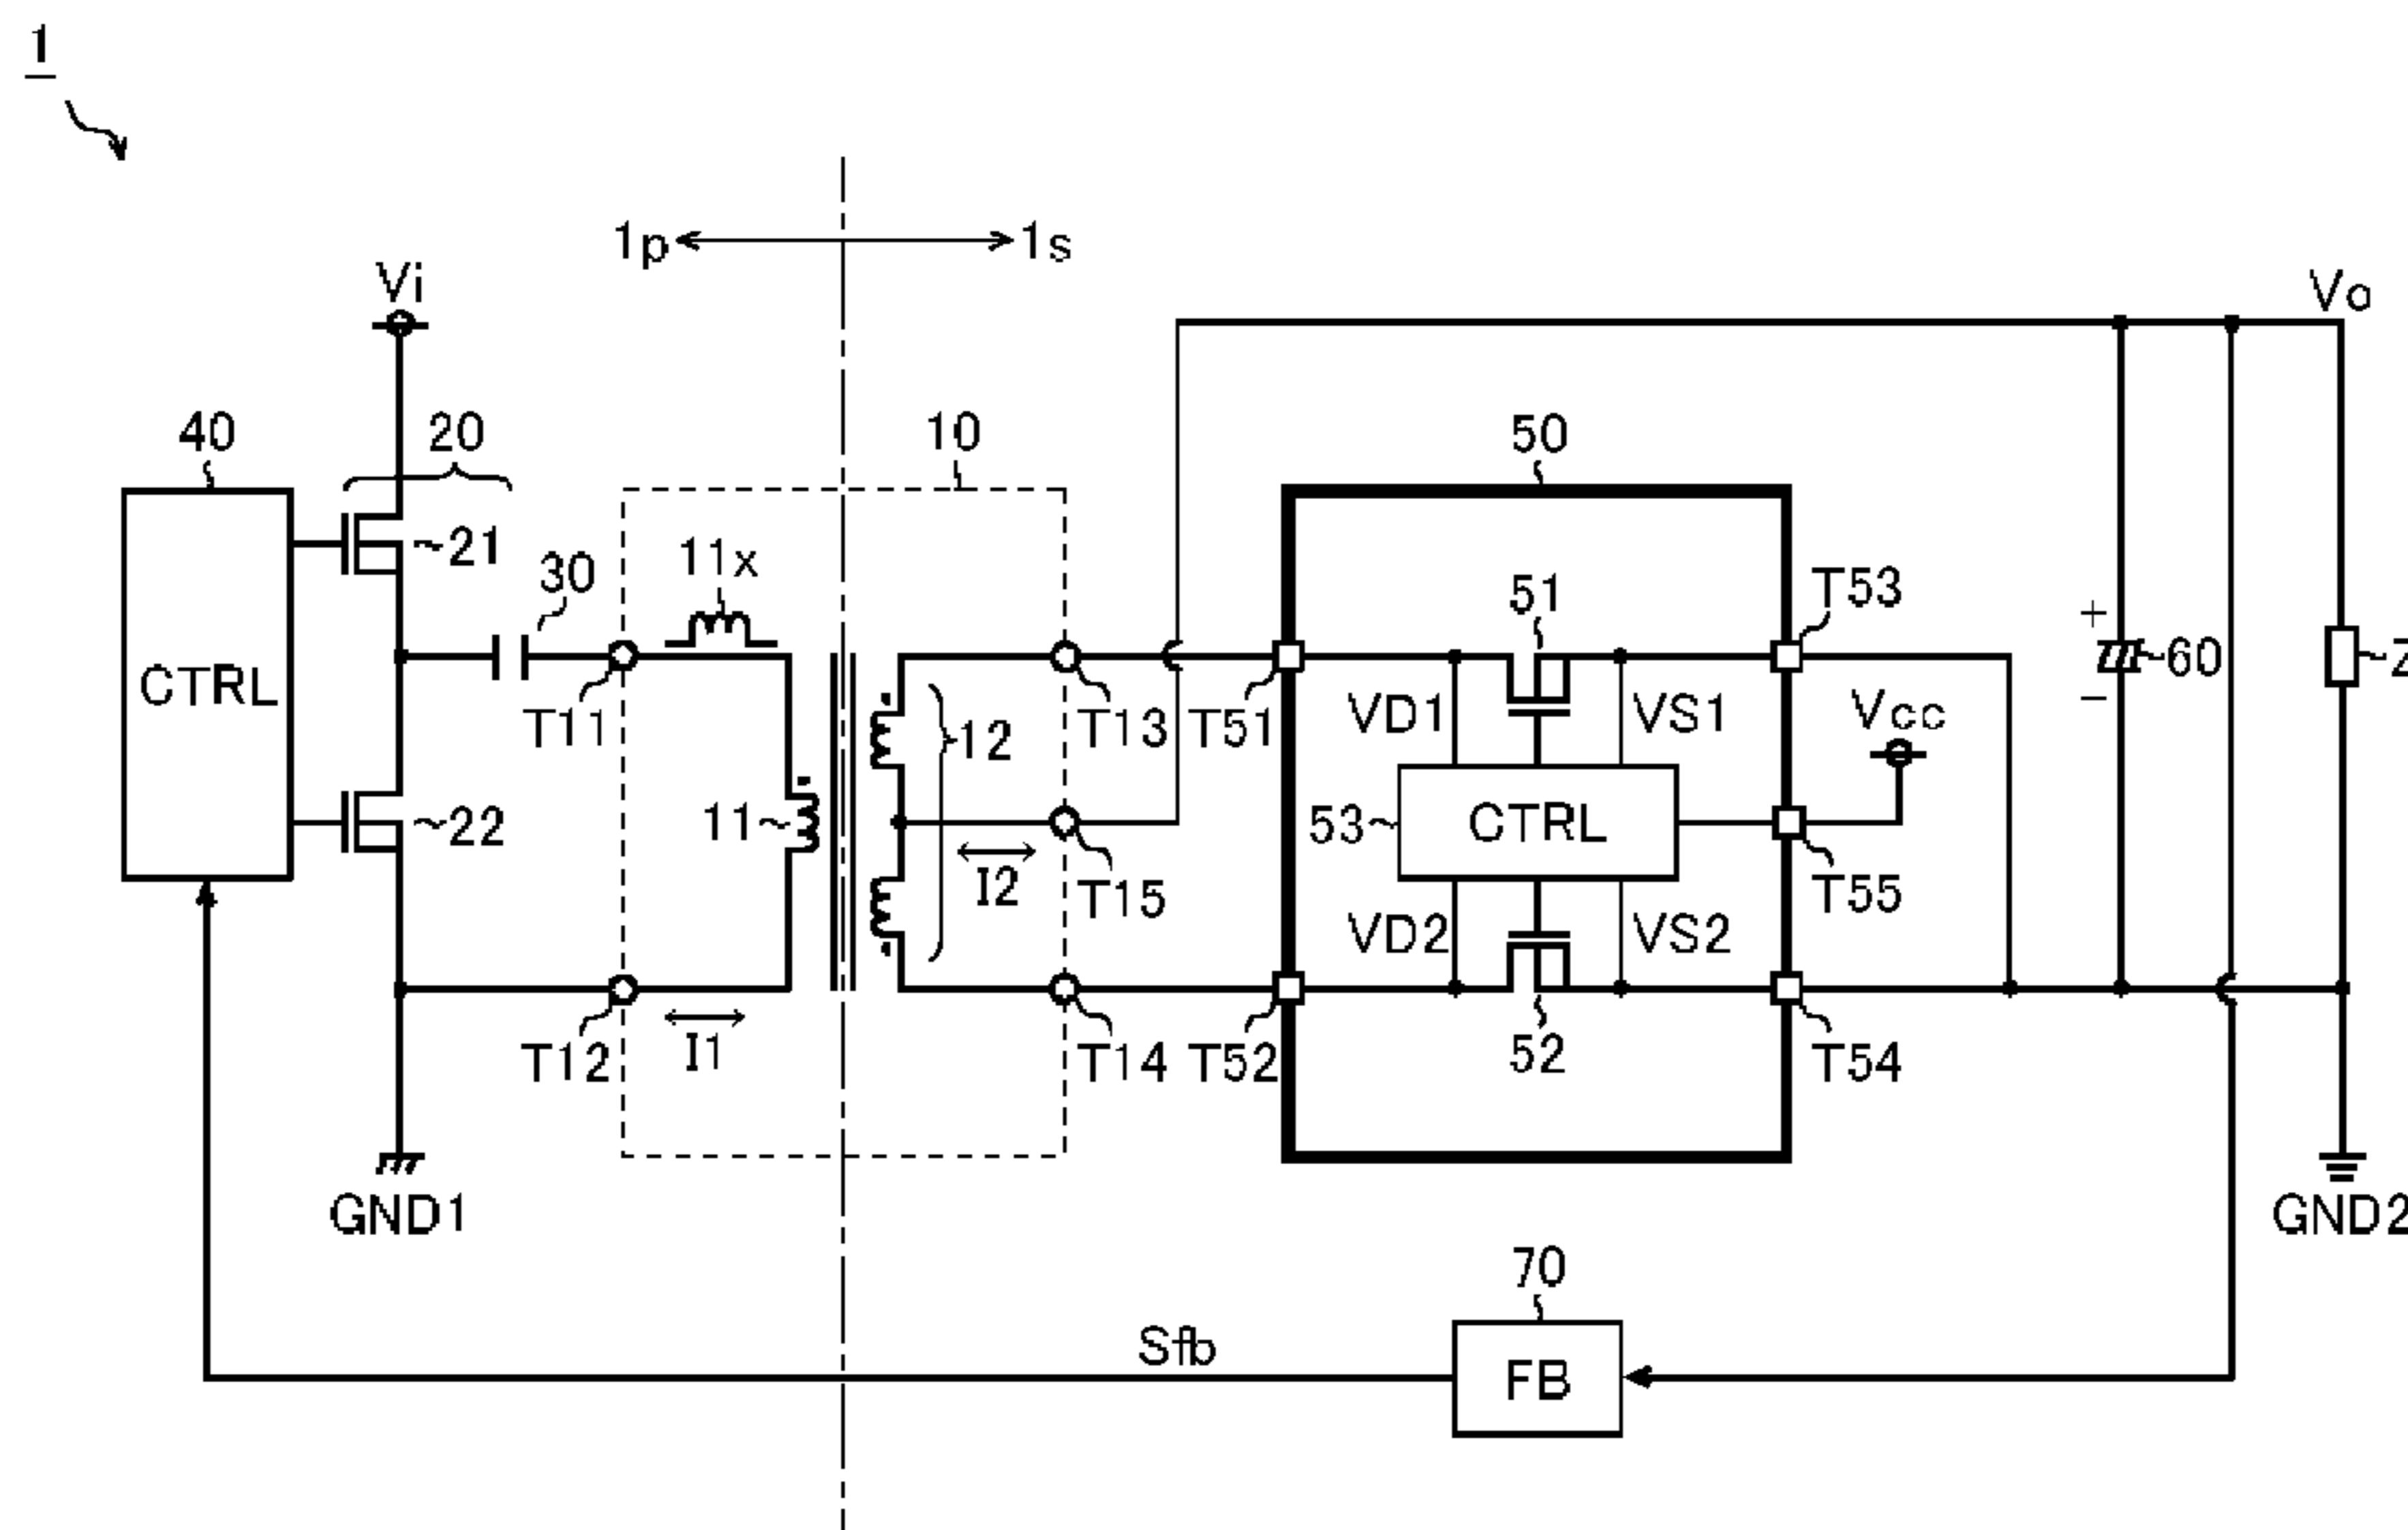 1
1p
1s
Vi
Vo
40
20
10
50
21
30
11x
51
T53
CTRL
T11
T13
T51
VD1
VS1
Vcc
60
Z
12
22
11
53
CTRL
I2
T15
T55
VD2
VS2
T12
I1
T14
T52
52
T54
GND1
GND2
70
Sfb
FB